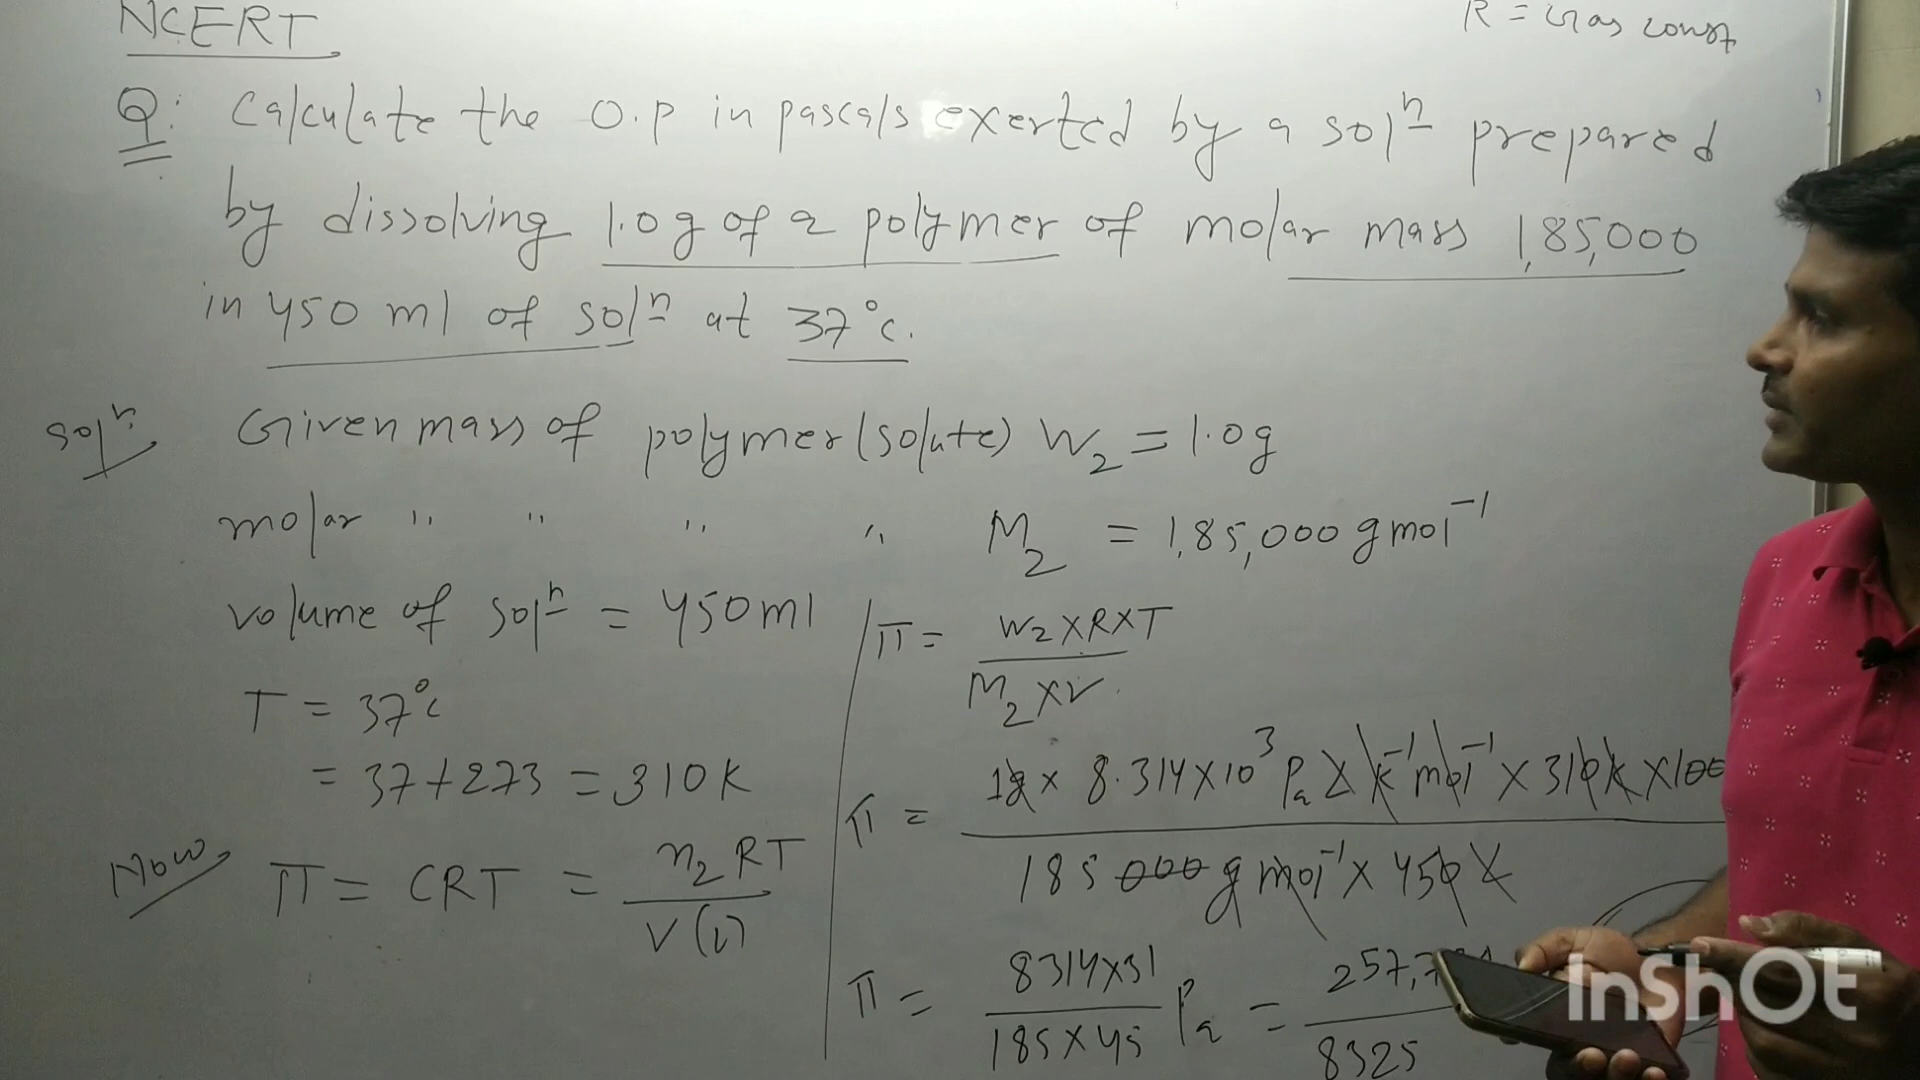 NCERT
R = Gas const
Q: Calculate the O.P in pascals exerted by a solⁿ prepared
by dissolving 1.0g of a polymer of molar mass 1,85,000
in 450 ml of solⁿ at 37°c.
solⁿ: Given mass of polymer (solute) W₂ = 1.0g
molar " " " " M₂ = 1,85,000 g mol⁻¹
volume of solⁿ = 450ml
T = 37°c
= 37+273 = 310K
Now, π = CRT = n₂RT / V(L)
π = W₂×R×T / M₂×V
π = 1g × 8.314×10³ Pa L K⁻¹ mol⁻¹ × 310K × 100 / 185000 g mol⁻¹ × 450 L
π = 8314×31 / 185×45 Pa = 257,7 / 8325
InShOt